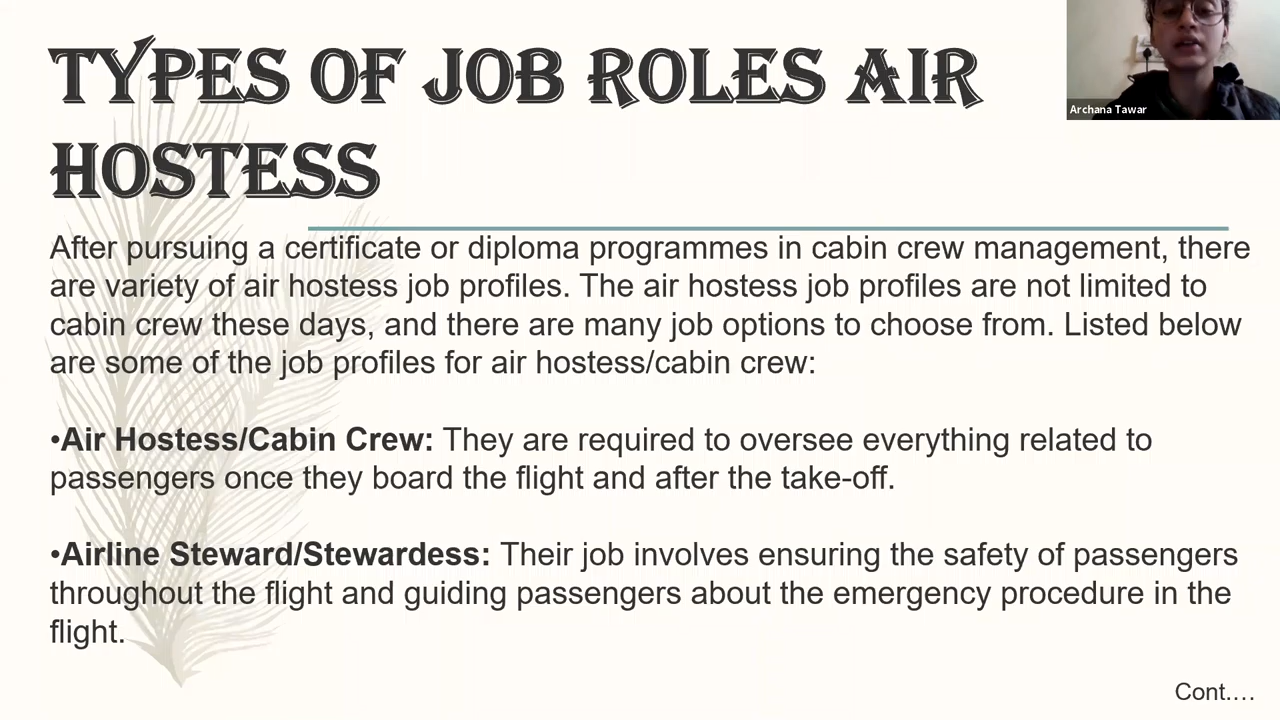 TYPES OF JOB ROLES AIR
HOSTESS
Archana Tawar
After pursuing a certificate or diploma programmes in cabin crew management, there
are variety of air hostess job profiles. The air hostess job profiles are not limited to
cabin crew these days, and there are many job options to choose from. Listed below
are some of the job profiles for air hostess/cabin crew:
•Air Hostess/Cabin Crew: They are required to oversee everything related to
passengers once they board the flight and after the take-off.
•Airline Steward/Stewardess: Their job involves ensuring the safety of passengers
throughout the flight and guiding passengers about the emergency procedure in the
flight.
Cont.…